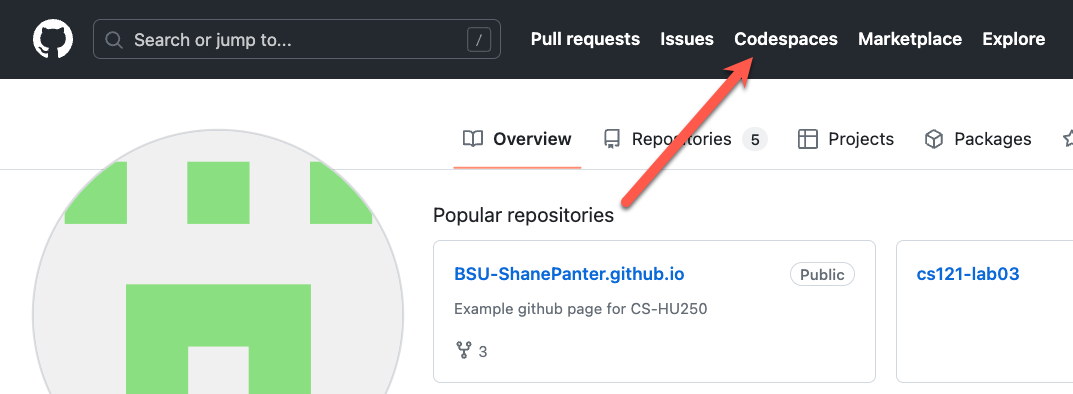 Search or jump to... /
Pull requests Issues Codespaces Marketplace Explore
Overview Repositories 5 Projects Packages
Popular repositories
BSU-ShanePanter.github.io Public
Example github page for CS-HU250
3
cs121-lab03